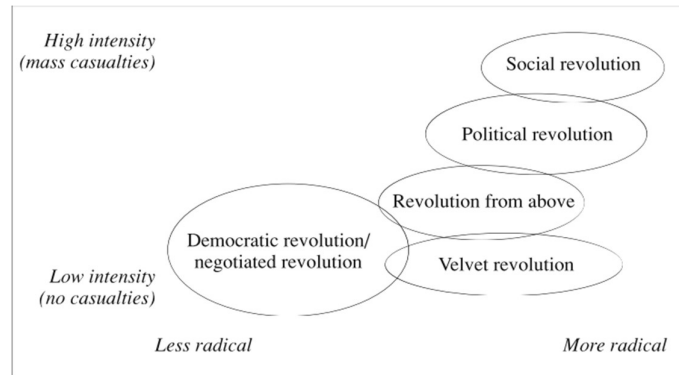 High intensity
(mass casualties)
Social revolution
Political revolution
Revolution from above
Democratic revolution/
negotiated revolution
Velvet revolution
Low intensity
(no casualties)
Less radical
More radical